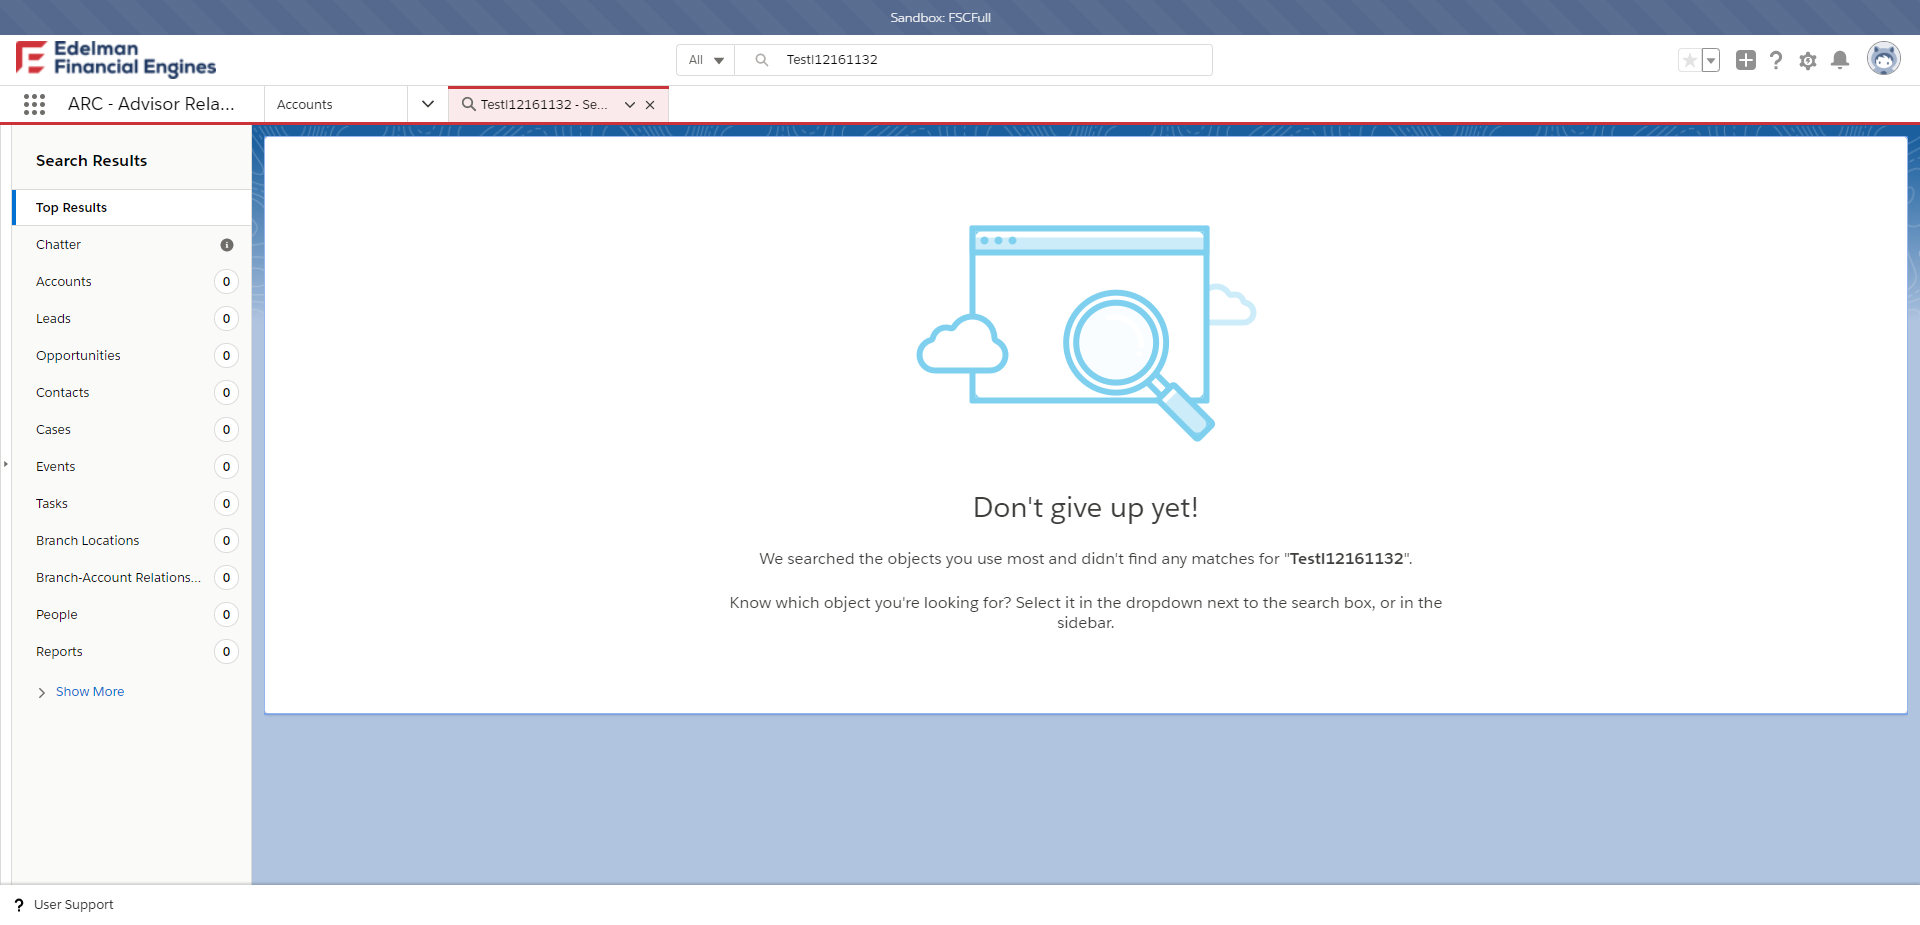 Sandbox: FSCFull
Edelman
Financial Engines
All
Testl12161132
ARC - Advisor Rela...
Accounts
Testl12161132 - Se...
Search Results
Top Results
Chatter
Accounts 0
Leads 0
Opportunities 0
Contacts 0
Cases 0
Events 0
Tasks 0
Branch Locations 0
Branch-Account Relations... 0
People 0
Reports 0
Show More
Don't give up yet!
We searched the objects you use most and didn't find any matches for "Testl12161132".
Know which object you're looking for? Select it in the dropdown next to the search box, or in the
sidebar.
? User Support